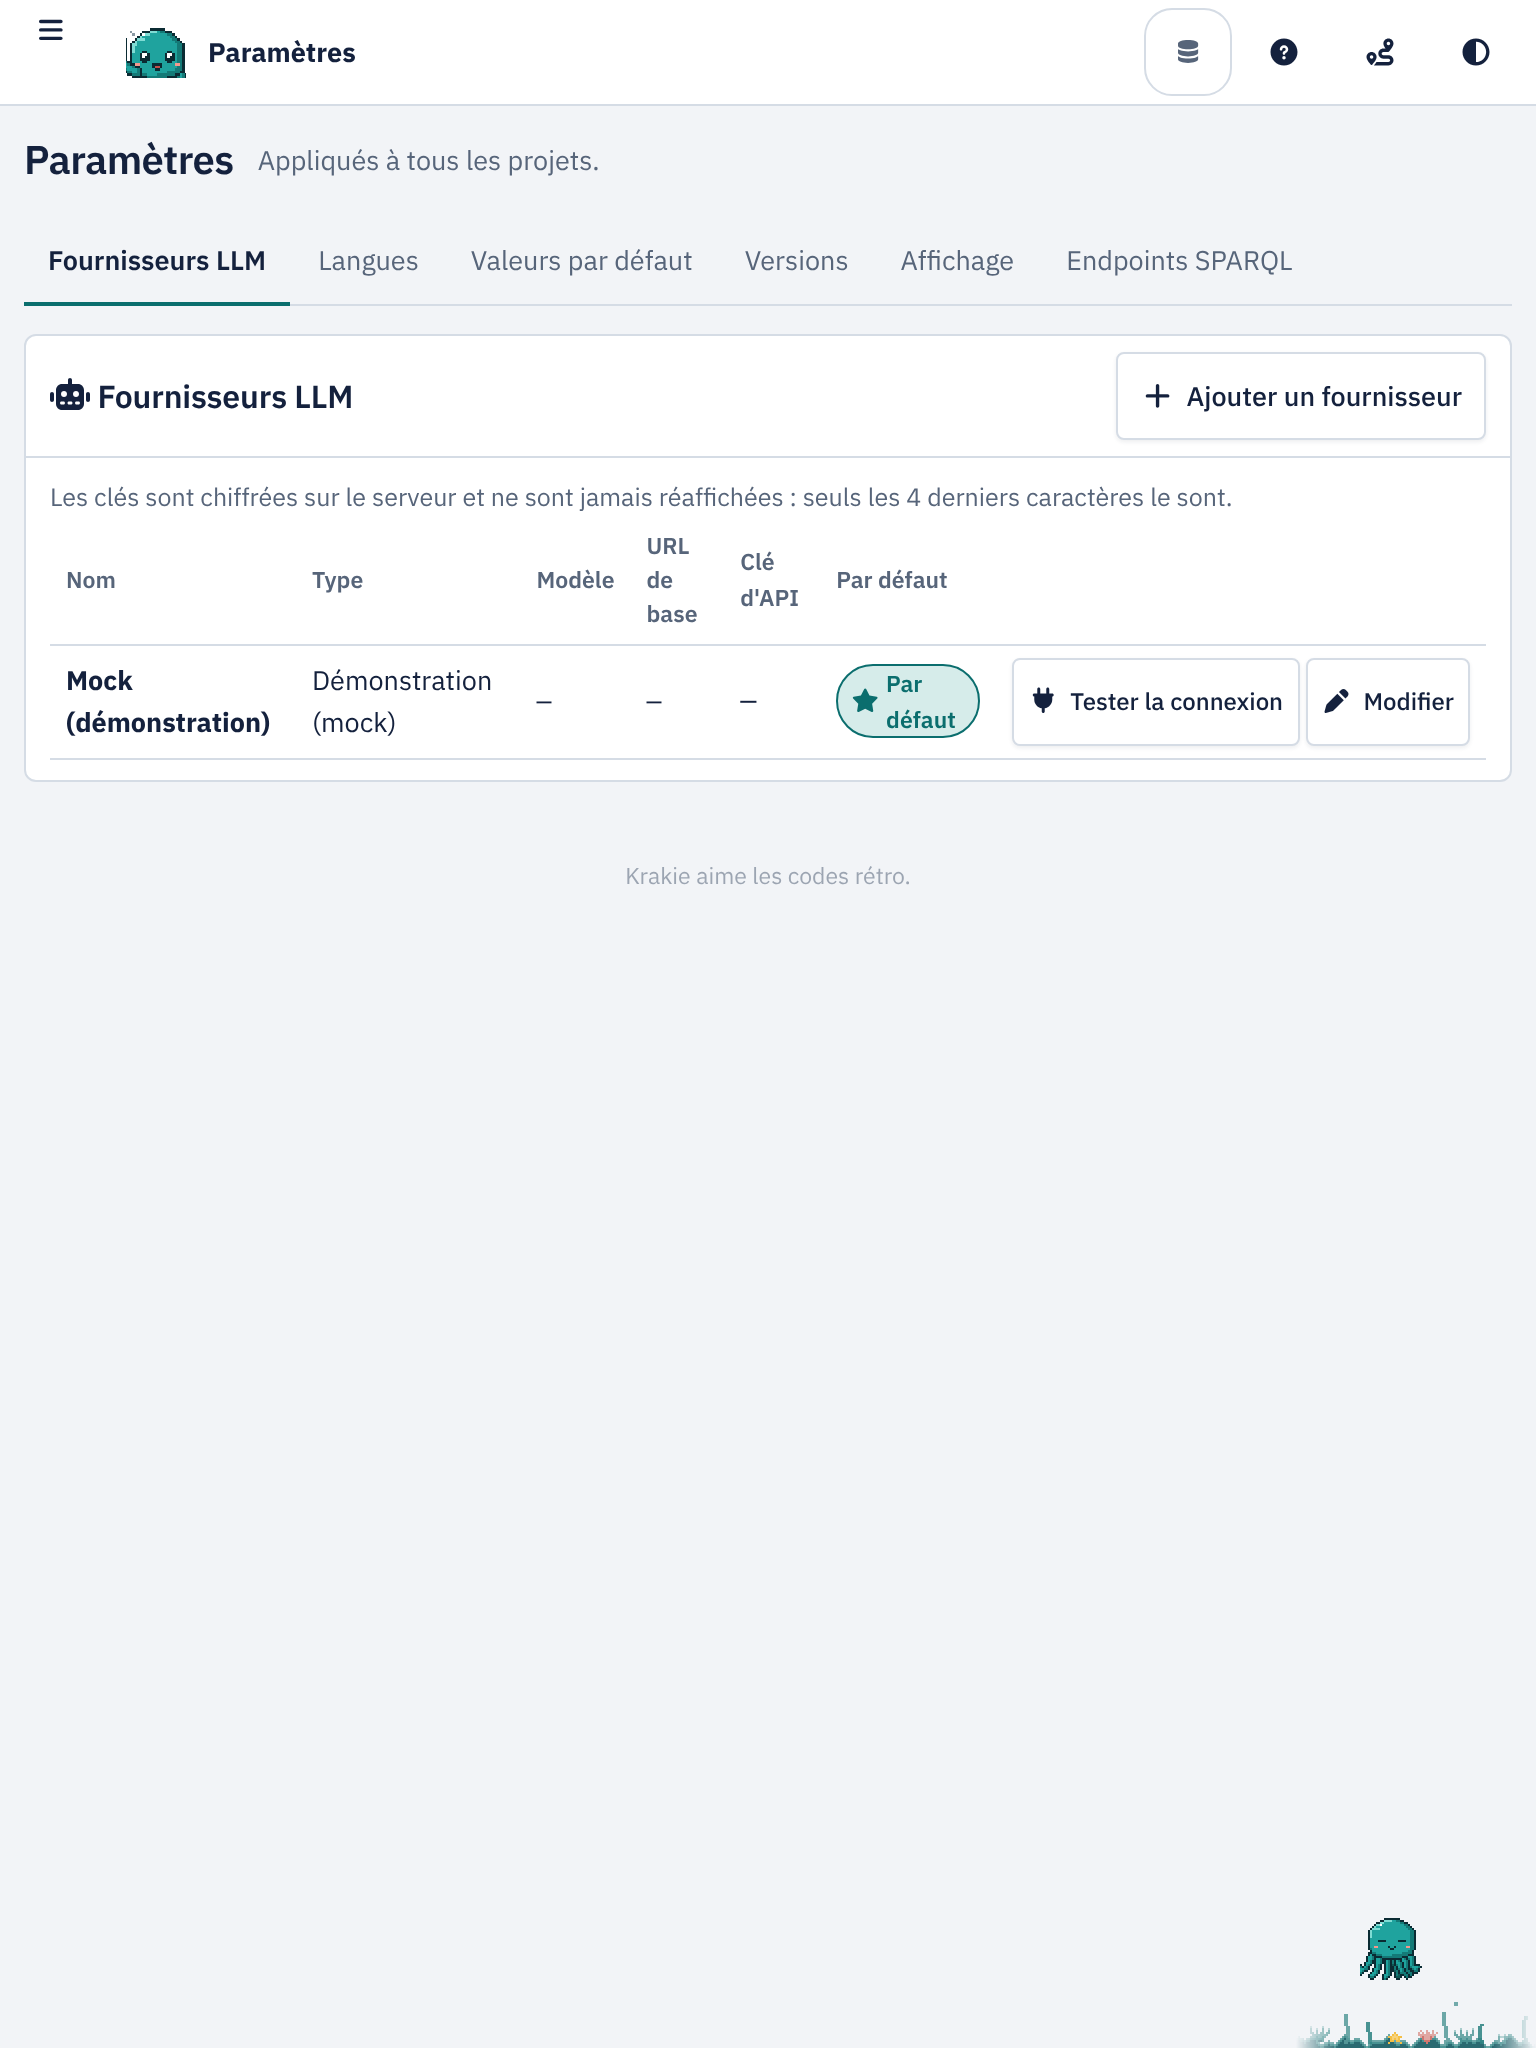 Paramètres
Paramètres Appliqués à tous les projets.
Fournisseurs LLM Langues Valeurs par défaut Versions Affichage Endpoints SPARQL
Fournisseurs LLM
+ Ajouter un fournisseur
Les clés sont chiffrées sur le serveur et ne sont jamais réaffichées : seuls les 4 derniers caractères le sont.
Nom
Type
Modèle
URL
de
base
Clé
d'API
Par défaut
Mock
(démonstration)
Démonstration
(mock)
—
—
—
Par
défaut
Tester la connexion
Modifier
Krakie aime les codes rétro.